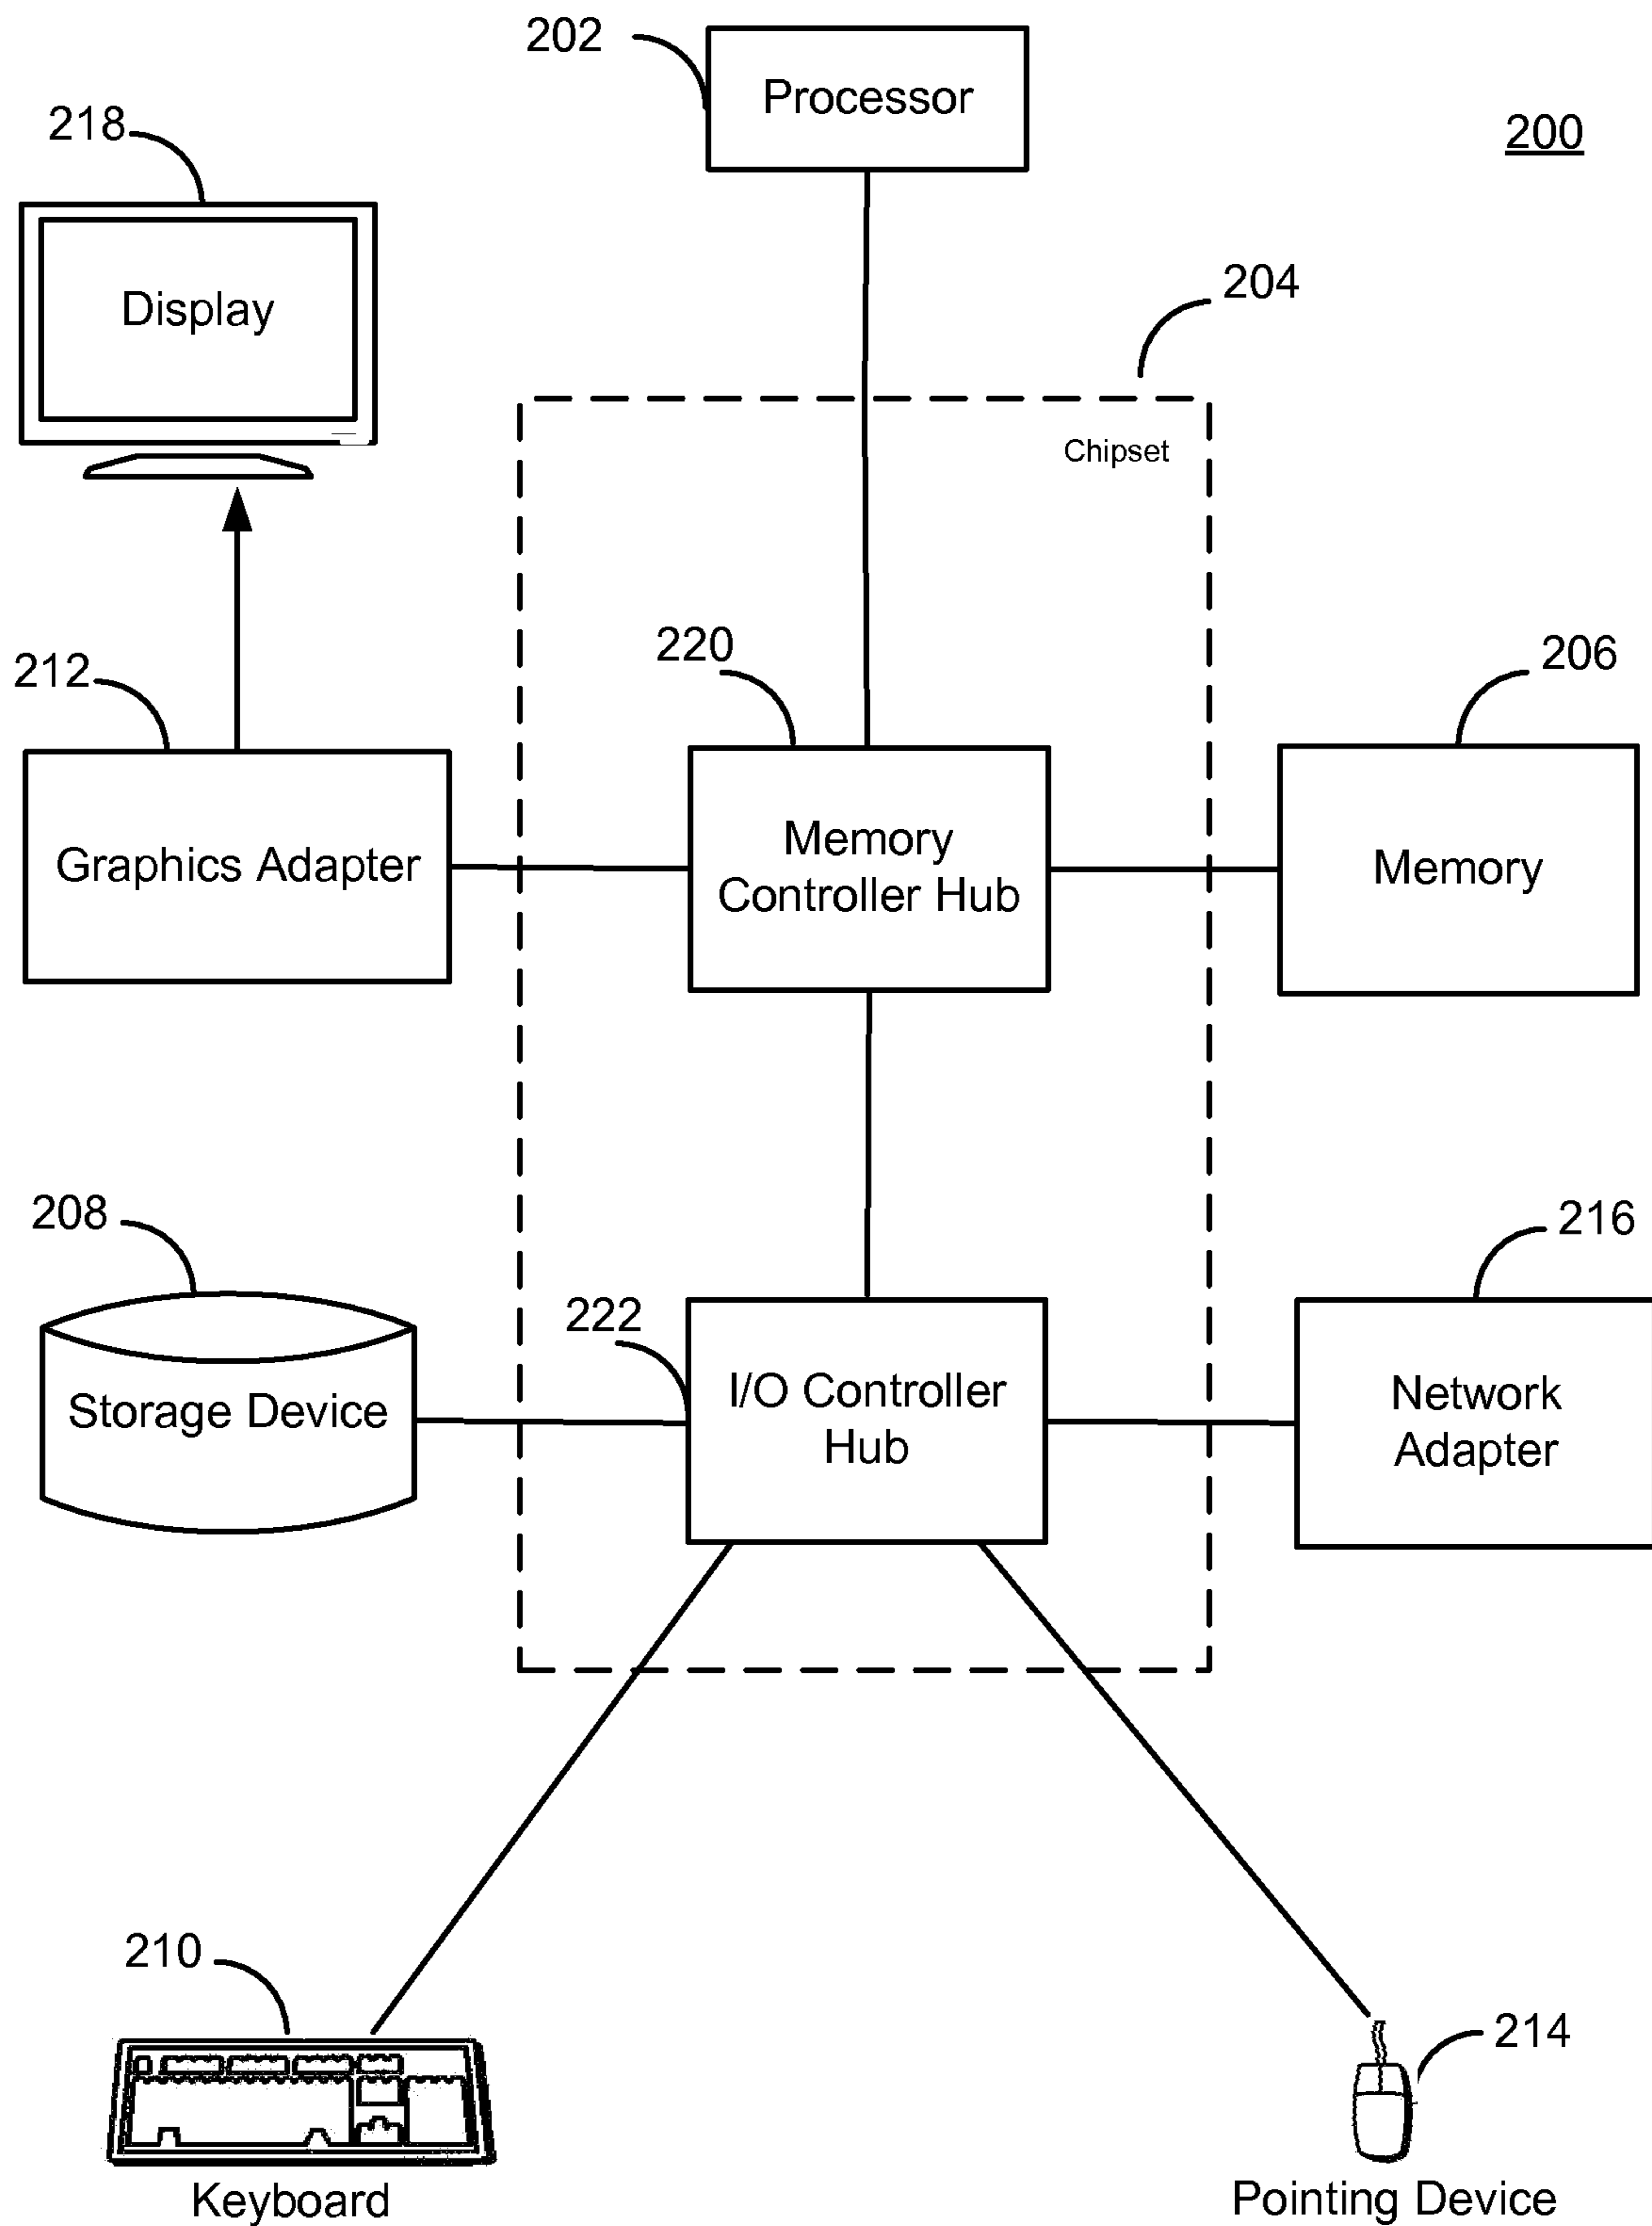 202
Processor
200
218
Display
204
Chipset
220
206
212
Memory
Controller Hub
Graphics Adapter
Memory
208
216
222
I/O Controller
Hub
Storage Device
Network
Adapter
210
214
Keyboard
Pointing Device